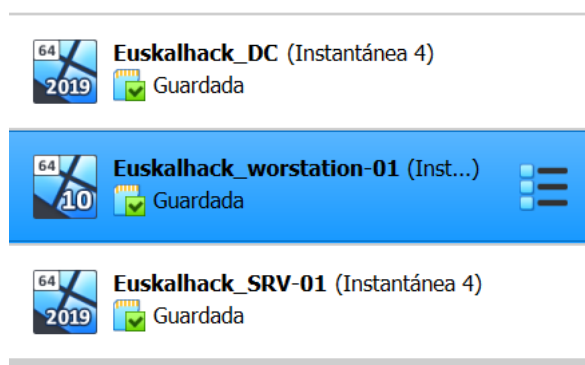 64
2019
Euskalhack_DC (Instantánea 4)
Guardada
64
10
Euskalhack_worstation-01 (Inst...)
Guardada
64
2019
Euskalhack_SRV-01 (Instantánea 4)
Guardada